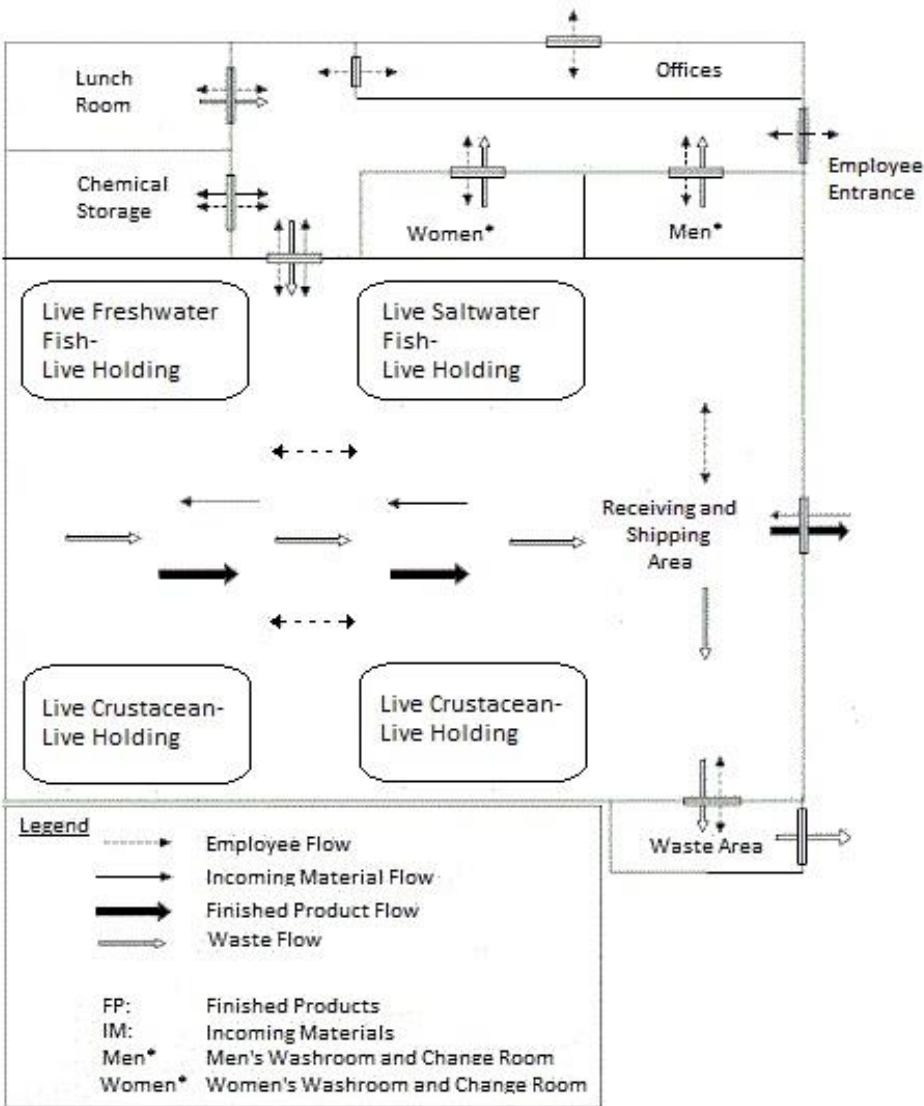 Lunch
Room
Offices
Chemical
Storage
Employee
Entrance
Women*
Men*
Live Freshwater
Fish-
Live Holding
Live Saltwater
Fish-
Live Holding
Receiving and
Shipping
Area
Live Crustacean-
Live Holding
Live Crustacean-
Live Holding
Waste Area
Legend
Employee Flow
Incoming Material Flow
Finished Product Flow
Waste Flow
FP: Finished Products
IM: Incoming Materials
Men* Men's Washroom and Change Room
Women* Women's Washroom and Change Room